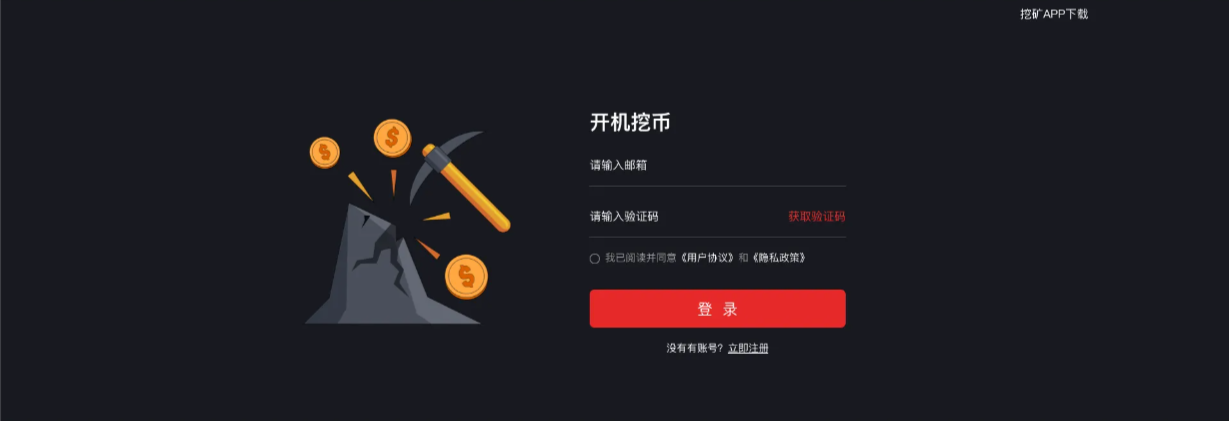 挖矿APP下载
开机挖币
请输入邮箱
请输入验证码 获取验证码
我已阅读并同意《用户协议》和《隐私政策》
登 录
没有有账号？立即注册